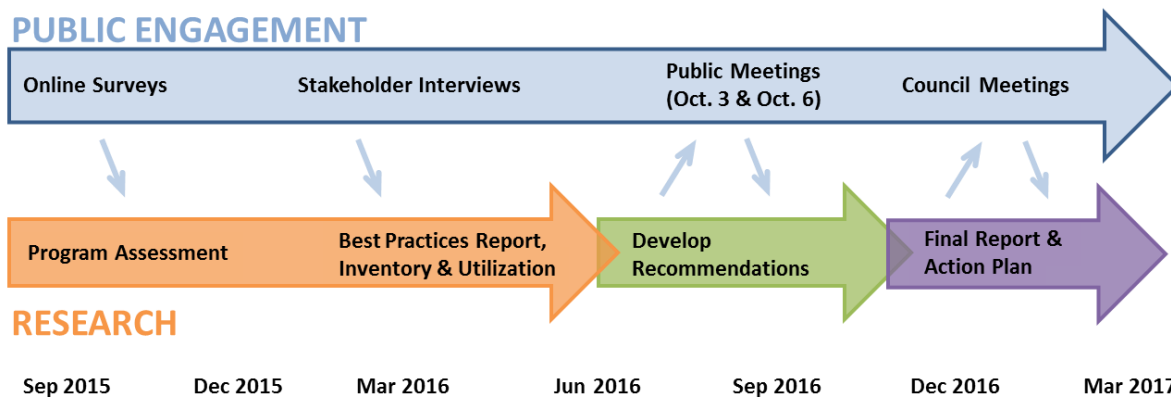 PUBLIC ENGAGEMENT
Online Surveys
Stakeholder Interviews
Public Meetings
(Oct. 3 & Oct. 6)
Council Meetings
Program Assessment
Best Practices Report,
Inventory & Utilization
Develop
Recommendations
Final Report &
Action Plan
RESEARCH
Sep 2015
Dec 2015
Mar 2016
Jun 2016
Sep 2016
Dec 2016
Mar 2017